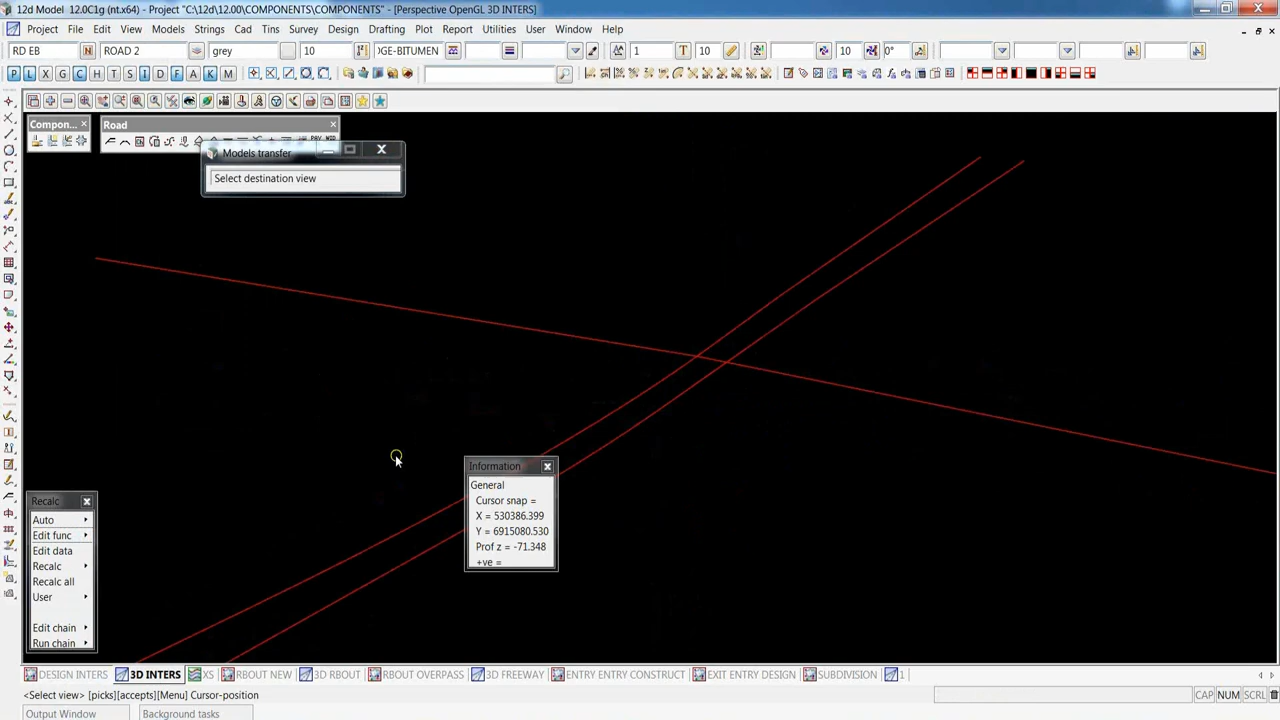 12d Model 12.0C1g (nt.x64) - Project "C:\12d\12.00\COMPONENTS\COMPONENTS" - [Perspective OpenGL 3D INTERS]
Project File Edit View Models Strings Cad Tins Survey Design Drafting Plot Report Utilities User Window Help
RD EB N ROAD 2 grey 10 )GE-BITUMEN 1 T 10 10 0°
P L X G C H T S I D F A K M
Compon... Road
Models transfer
Select destination view
Information
General
Cursor snap =
X = 530386.399
Y = 6915080.530
Prof z = -71.348
+ve =
Recalc
Auto
Edit func
Edit data
Recalc
Recalc all
User
Edit chain
Run chain
DESIGN INTERS 3D INTERS XS RBOUT NEW 3D RBOUT RBOUT OVERPASS 3D FREEWAY ENTRY ENTRY CONSTRUCT EXIT ENTRY DESIGN SUBDIVISION 1
<Select view> [picks][accepts][Menu] Cursor-position
CAP NUM SCRL
Output Window Background tasks